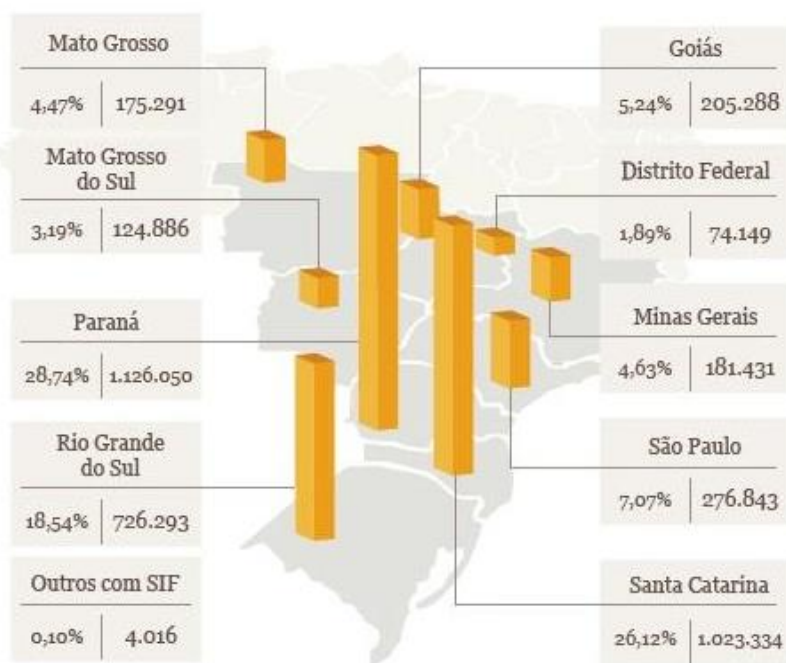 Mato Grosso
4,47% 175.291
Mato Grosso
do Sul
3,19% 124.886
Paraná
28,74% 1.126.050
Rio Grande
do Sul
18,54% 726.293
Outros com SIF
0,10% 4.016
Goiás
5,24% 205.288
Distrito Federal
1,89% 74.149
Minas Gerais
4,63% 181.431
São Paulo
7,07% 276.843
Santa Catarina
26,12% 1.023.334